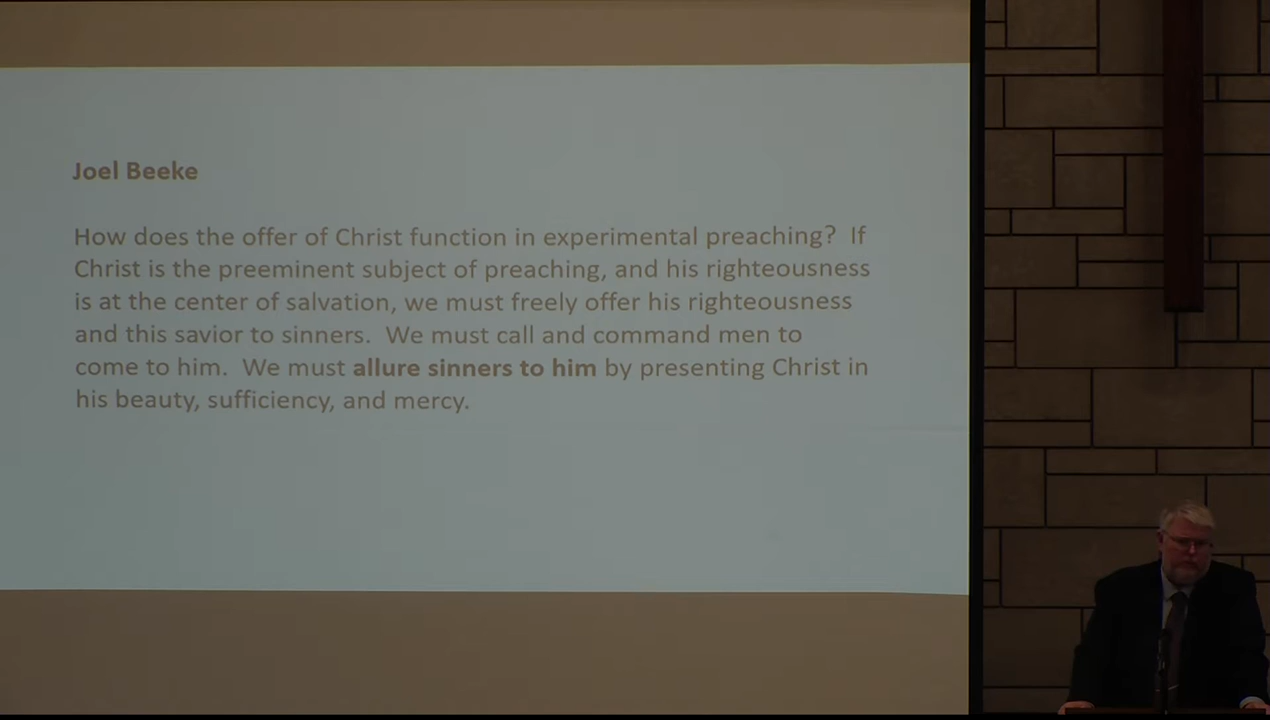 Joel Beeke
How does the offer of Christ function in experimental preaching?  If
Christ is the preeminent subject of preaching, and his righteousness
is at the center of salvation, we must freely offer his righteousness
and this savior to sinners.  We must call and command men to
come to him.  We must allure sinners to him by presenting Christ in
his beauty, sufficiency, and mercy.